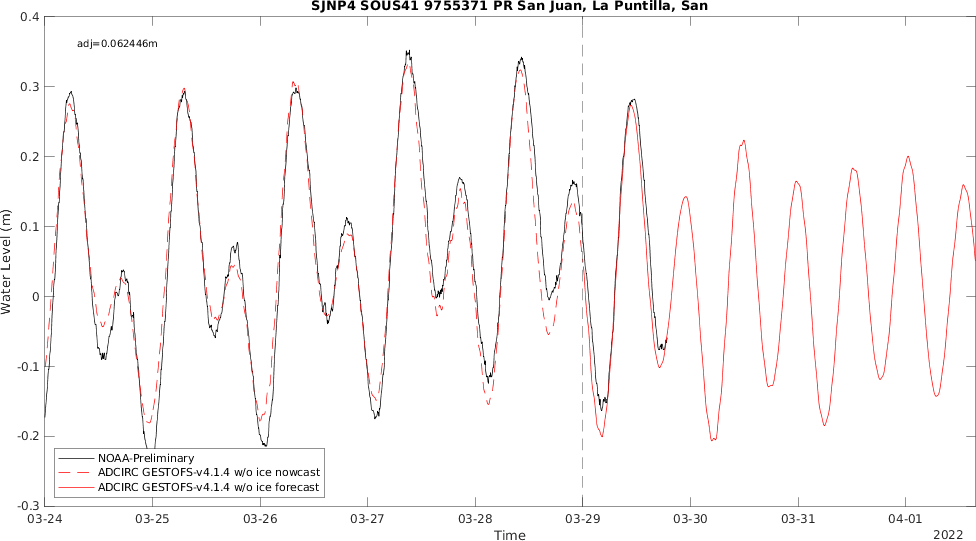 SJNP4 SOUS41 9755371 PR San Juan, La Puntilla, San
0.4
adj=0.062446m
0.3
0.2
0.1
0
-0.1
-0.2
-0.3
Water Level (m)
NOAA-Preliminary
ADCIRC GESTOFS-v4.1.4 w/o ice nowcast
ADCIRC GESTOFS-v4.1.4 w/o ice forecast
03-24 03-25 03-26 03-27 03-28 03-29 03-30 03-31 04-01
Time
2022